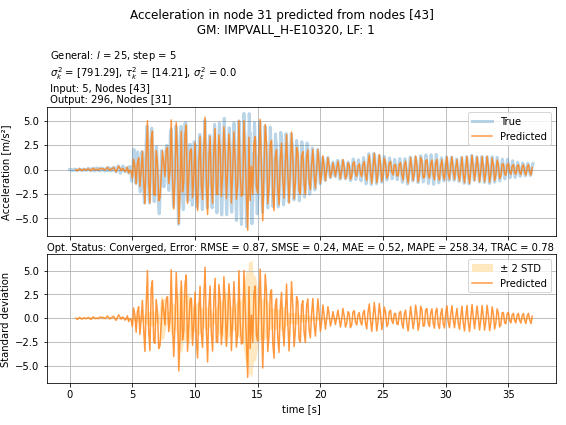 Acceleration in node 31 predicted from nodes [43]
GM: IMPVALL_H-E10320, LF: 1
General: l = 25, step = 5
σ²ₖ = [791.29], τ²ₖ = [14.21], σ²ε = 0.0
Input: 5, Nodes [43]
Output: 296, Nodes [31]
Acceleration [m/s²]
5.0
2.5
0.0
−2.5
−5.0
True
Predicted
Opt. Status: Converged, Error: RMSE = 0.87, SMSE = 0.24, MAE = 0.52, MAPE = 258.34, TRAC = 0.78
Standard deviation
5.0
2.5
0.0
−2.5
−5.0
± 2 STD
Predicted
0 5 10 15 20 25 30 35
time [s]